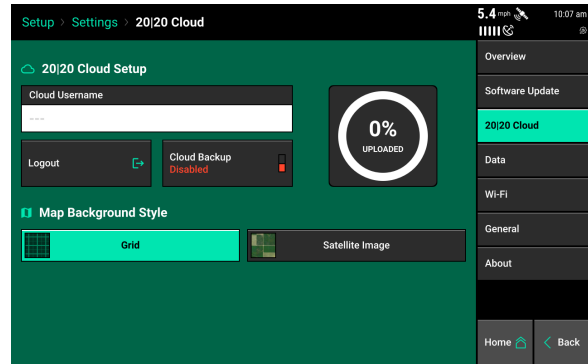 Setup > Settings > 20|20 Cloud
5.4 mph
10:07 am
20|20 Cloud Setup
Cloud Username
---
Logout
Cloud Backup
Disabled
0%
UPLOADED
Map Background Style
Grid
Satellite Image
Overview
Software Update
20|20 Cloud
Data
Wi-Fi
General
About
Home
Back